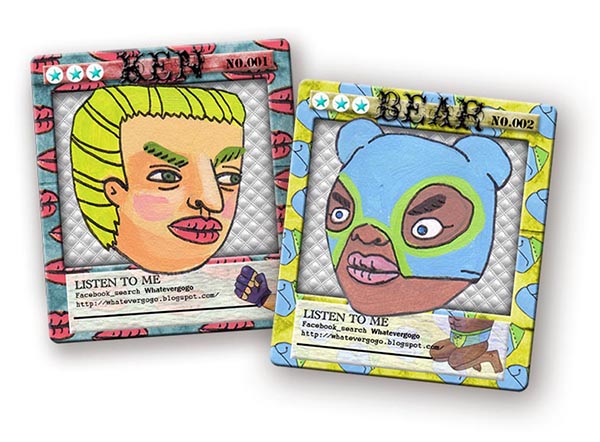 KEN NO.001
LISTEN TO ME
Facebook_search Whatevergogo
http://whatevergogo.blogspot.com/
BEAR NO.002
LISTEN TO ME
Facebook_search Whatevergogo
http://whatevergogo.blogspot.com/